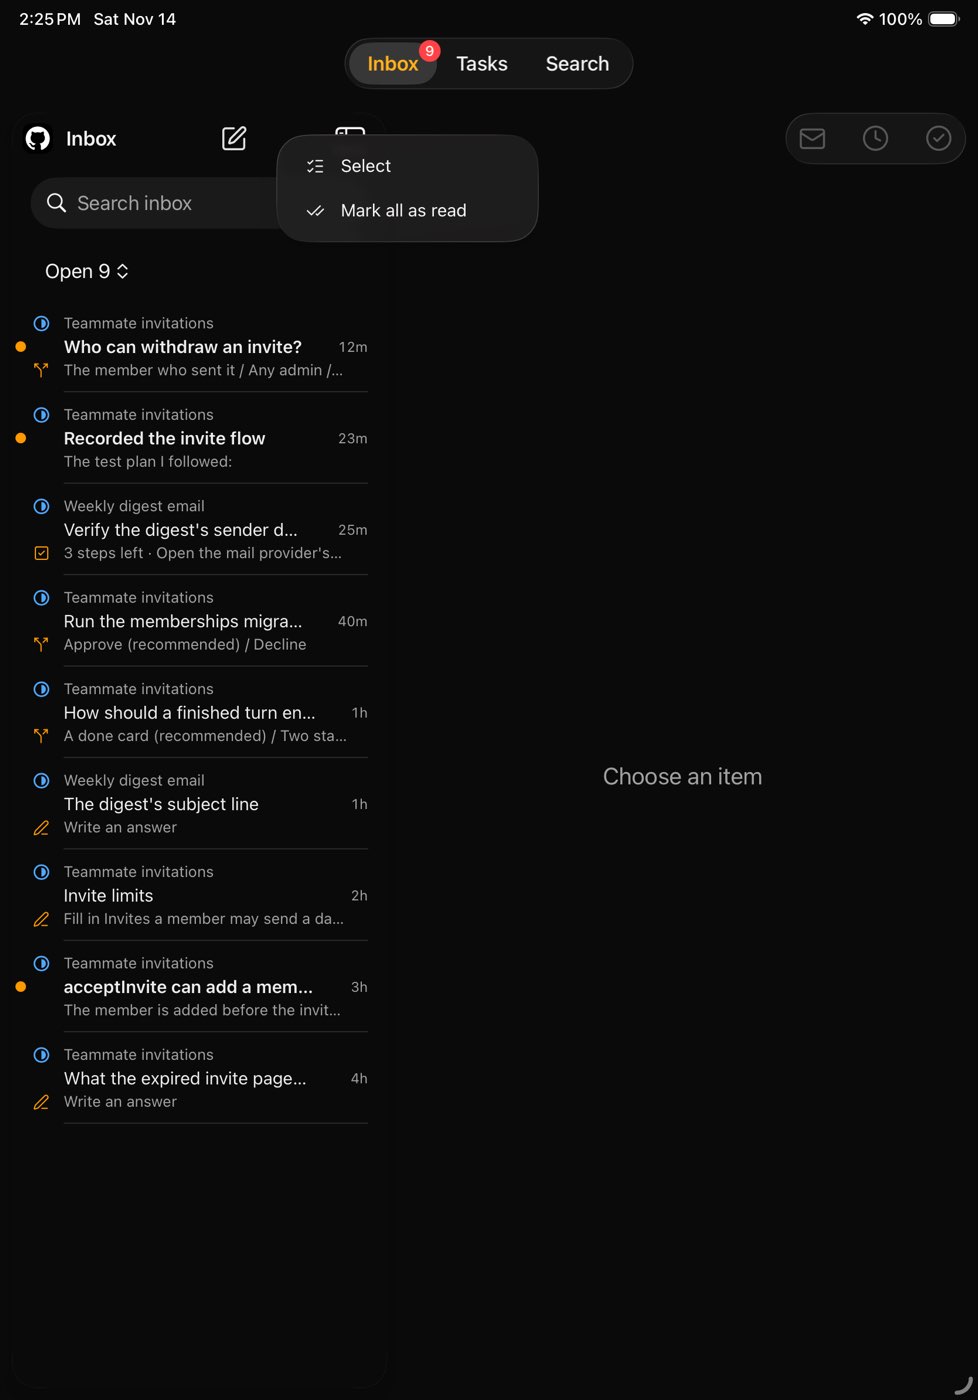 2:25 PM Sat Nov 14
100%
Inbox
9
Tasks
Search
Inbox
Select
Mark all as read
Search inbox
Open 9
Teammate invitations
Who can withdraw an invite?
12m
The member who sent it / Any admin /...
Teammate invitations
Recorded the invite flow
23m
The test plan I followed:
Weekly digest email
Verify the digest's sender d...
25m
3 steps left · Open the mail provider's...
Teammate invitations
Run the memberships migra...
40m
Approve (recommended) / Decline
Teammate invitations
How should a finished turn en...
1h
A done card (recommended) / Two sta...
Weekly digest email
The digest's subject line
1h
Write an answer
Teammate invitations
Invite limits
2h
Fill in Invites a member may send a da...
Teammate invitations
acceptInvite can add a mem...
3h
The member is added before the invit...
Teammate invitations
What the expired invite page...
4h
Write an answer
Choose an item